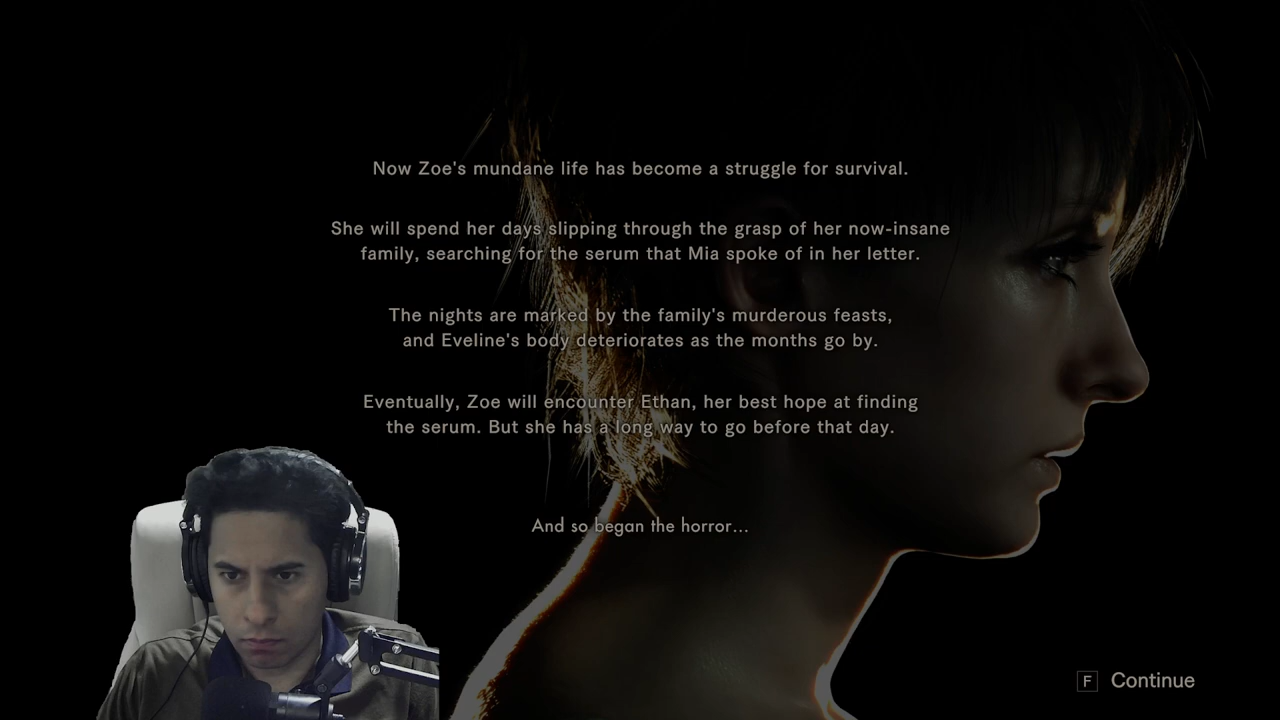 Now Zoe's mundane life has become a struggle for survival.
She will spend her days slipping through the grasp of her now-insane
family, searching for the serum that Mia spoke of in her letter.
The nights are marked by the family's murderous feasts,
and Eveline's body deteriorates as the months go by.
Eventually, Zoe will encounter Ethan, her best hope at finding
the serum. But she has a long way to go before that day.
And so began the horror...
F Continue